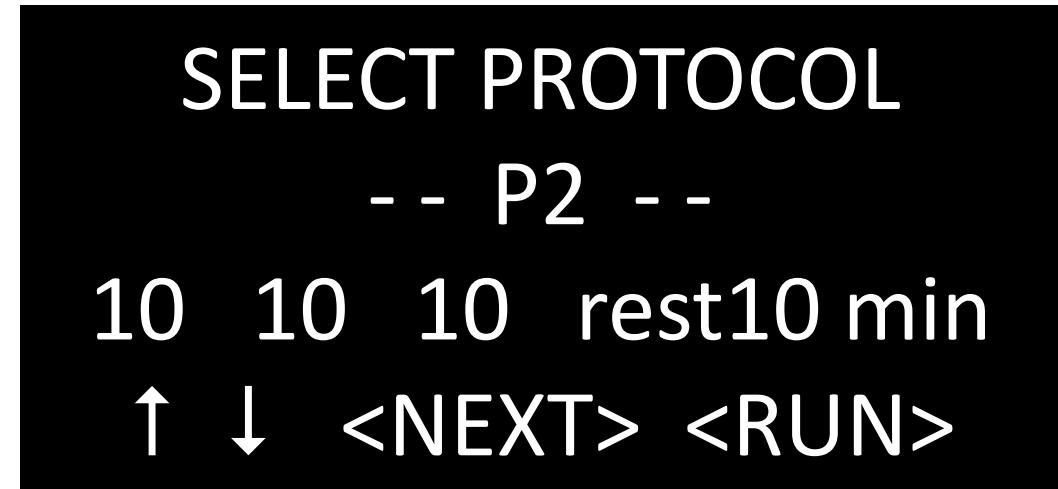 SELECT PROTOCOL
- - P2 - -
10 10 10 rest10 min
↑ ↓ <NEXT> <RUN>